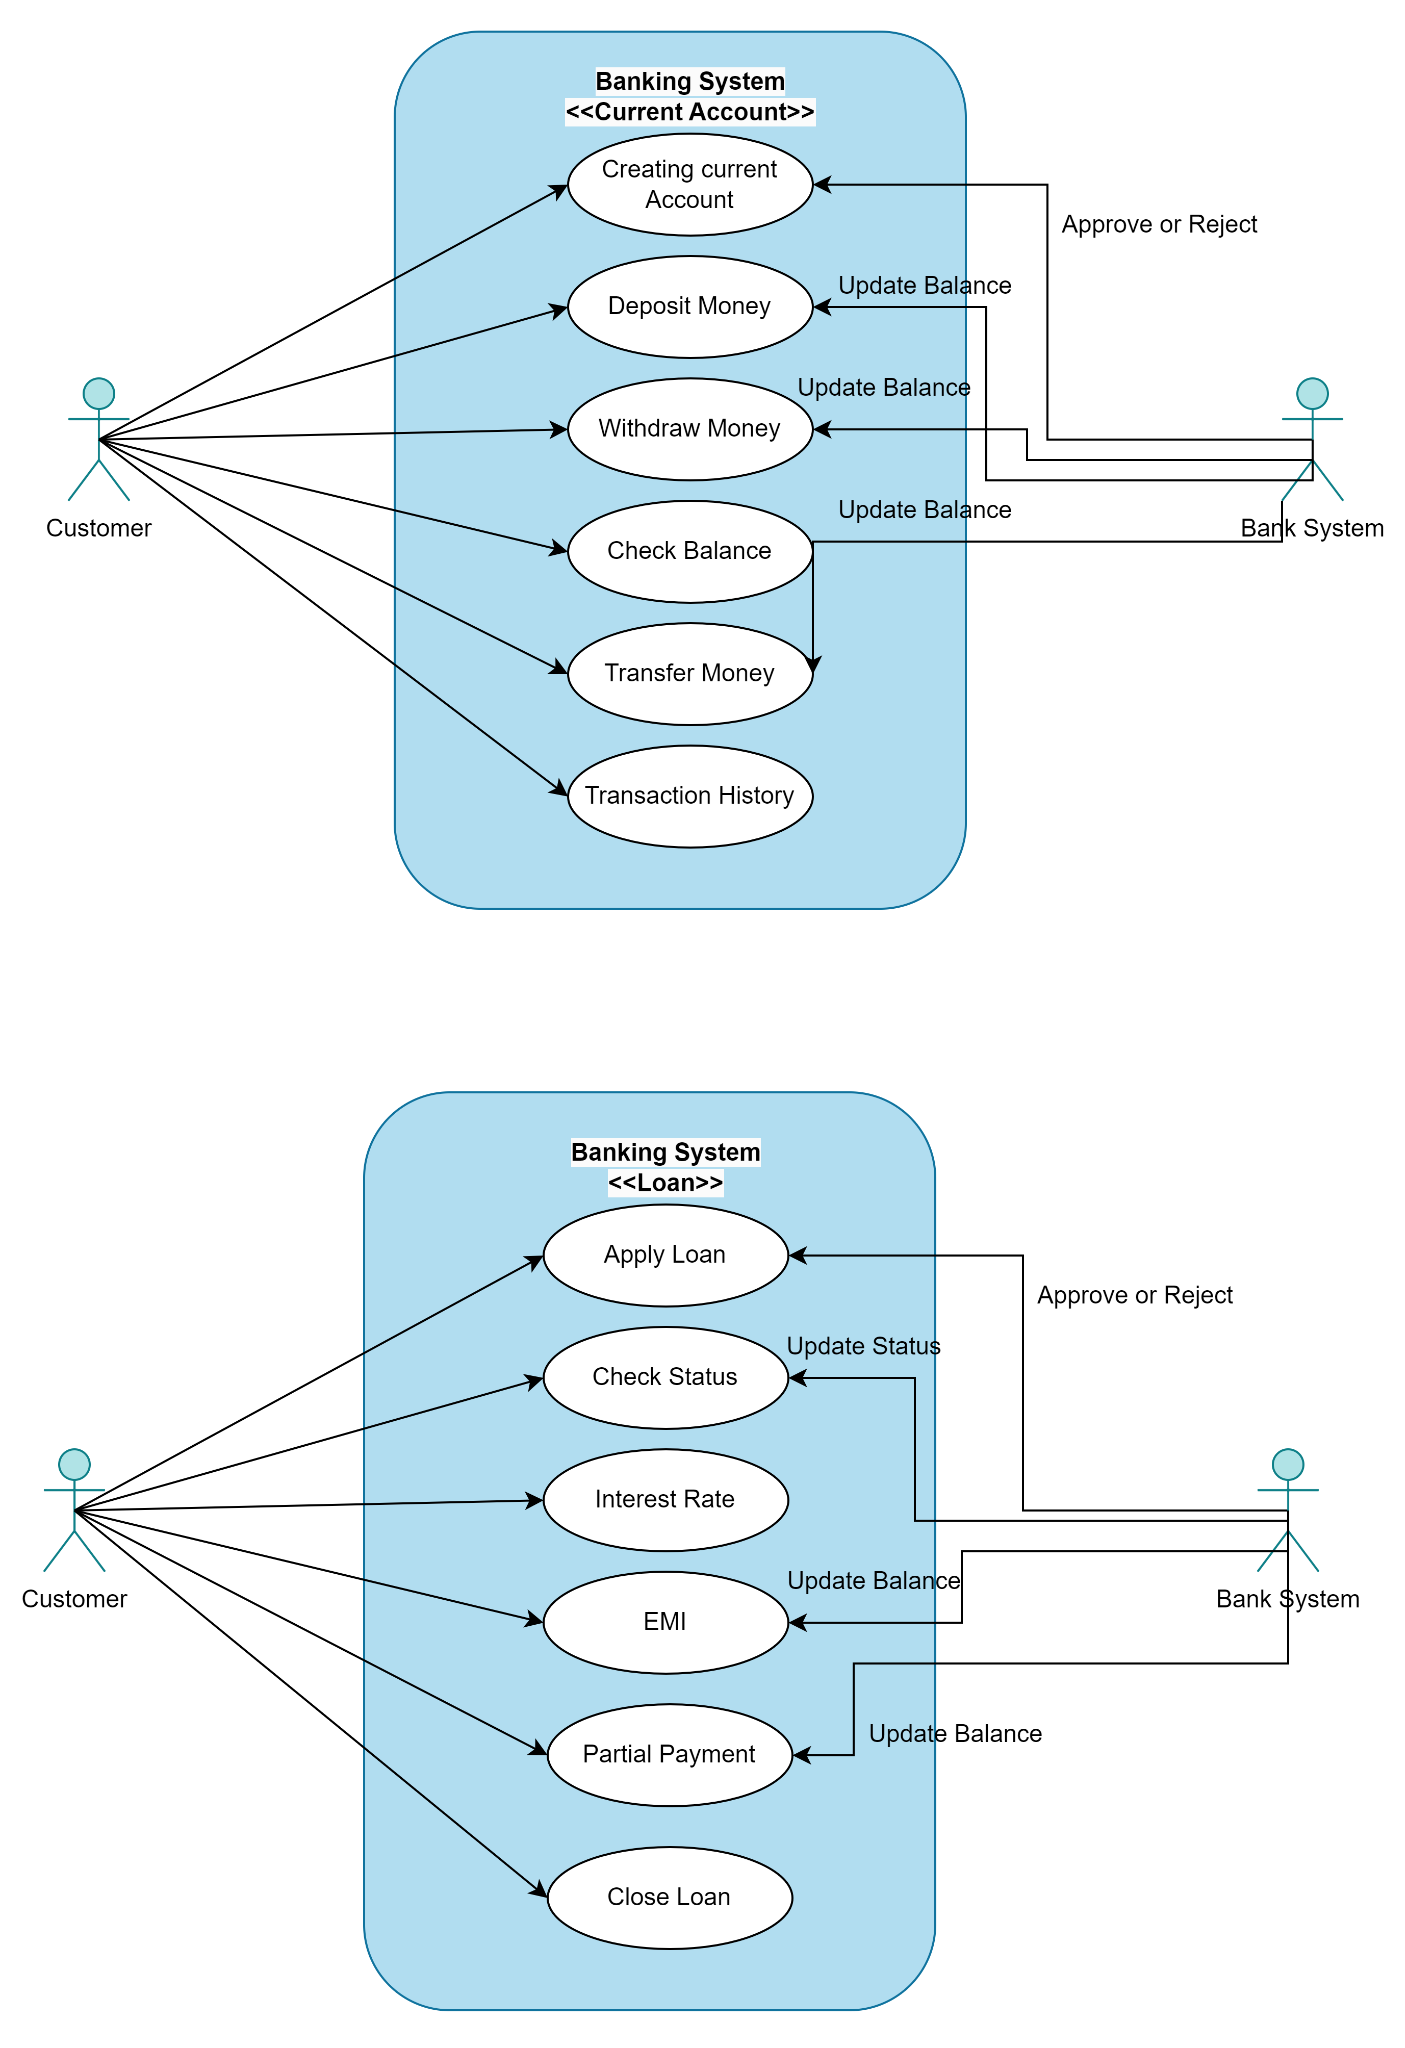 Banking System
<<Current Account>>
Creating current
Account
Approve or Reject
Update Balance
Deposit Money
Update Balance
Withdraw Money
Customer
Update Balance
Bank System
Check Balance
Transfer Money
Transaction History
Banking System
<<Loan>>
Apply Loan
Approve or Reject
Update Status
Check Status
Interest Rate
Update Balance
Customer
Bank System
EMI
Update Balance
Partial Payment
Close Loan